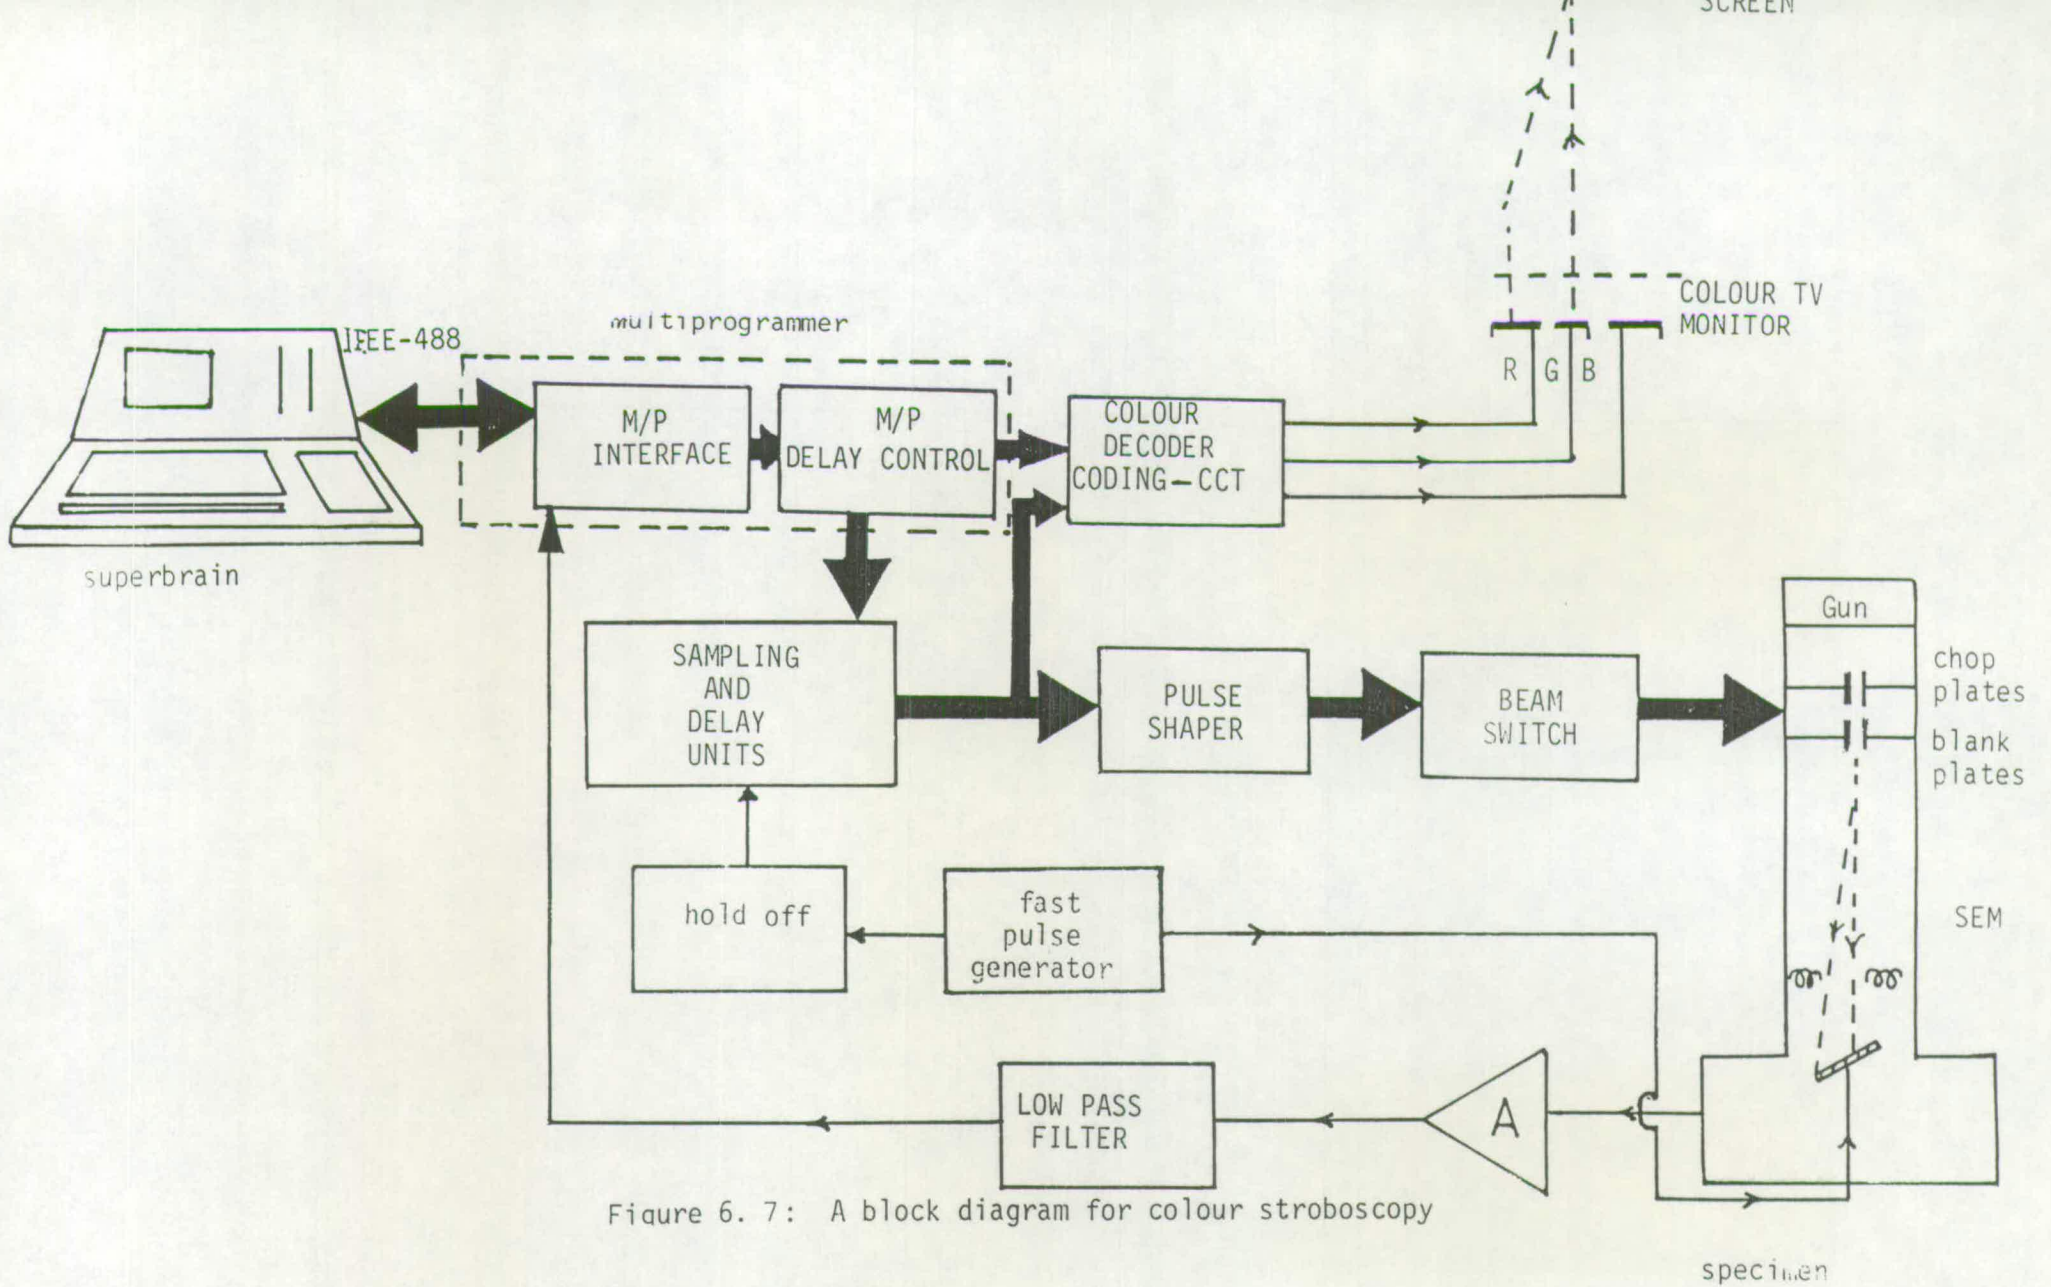 SCREEN
COLOUR TV
MONITOR
R G B
IEEE-488
multiprogrammer
M/P
INTERFACE
M/P
DELAY CONTROL
COLOUR
DECODER
CODING-CCT
superbrain
SAMPLING
AND
DELAY
UNITS
PULSE
SHAPER
BEAM
SWITCH
Gun
chop
plates
blank
plates
hold off
fast
pulse
generator
SEM
LOW PASS
FILTER
A
Figure 6. 7: A block diagram for colour stroboscopy
specimen